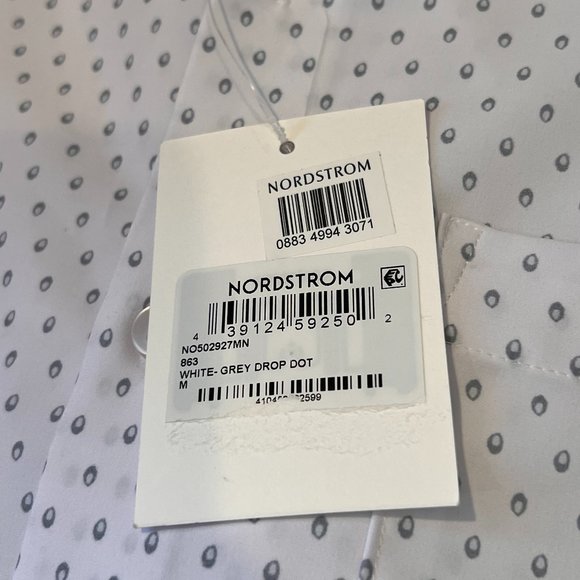 NORDSTROM
0883 4994 3071
NORDSTROM
4 39124 59250 2
NO502927MN
863
WHITE- GREY DROP DOT
M